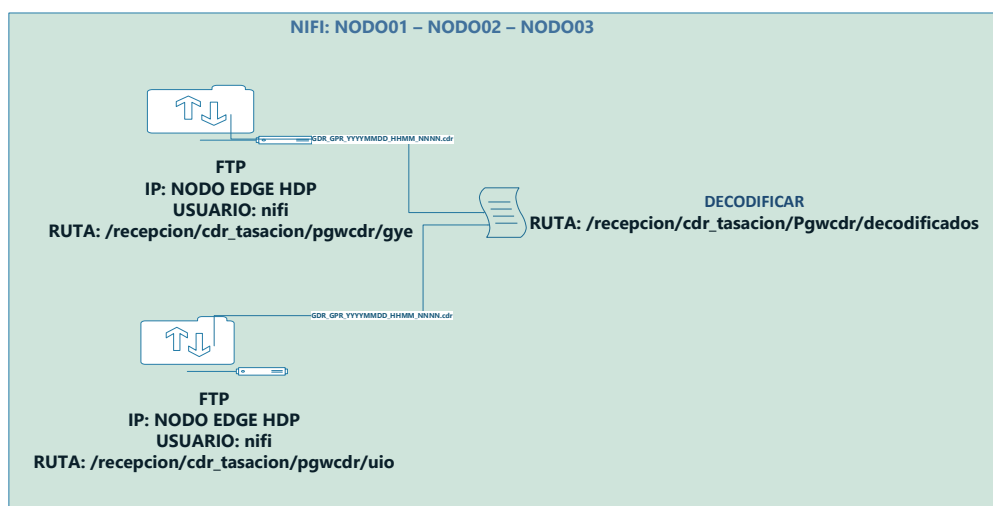 NIFI: NODO01 – NODO02 – NODO03
GDR_GPR_YYYYMMDD_HHMM_NNNN.cdr
FTP
IP: NODO EDGE HDP
USUARIO: nifi
RUTA: /recepcion/cdr_tasacion/pgwcdr/gye
DECODIFICAR
RUTA: /recepcion/cdr_tasacion/Pgwcdr/decodificados
GDR_GPR_YYYYMMDD_HHMM_NNNN.cdr
FTP
IP: NODO EDGE HDP
USUARIO: nifi
RUTA: /recepcion/cdr_tasacion/pgwcdr/uio